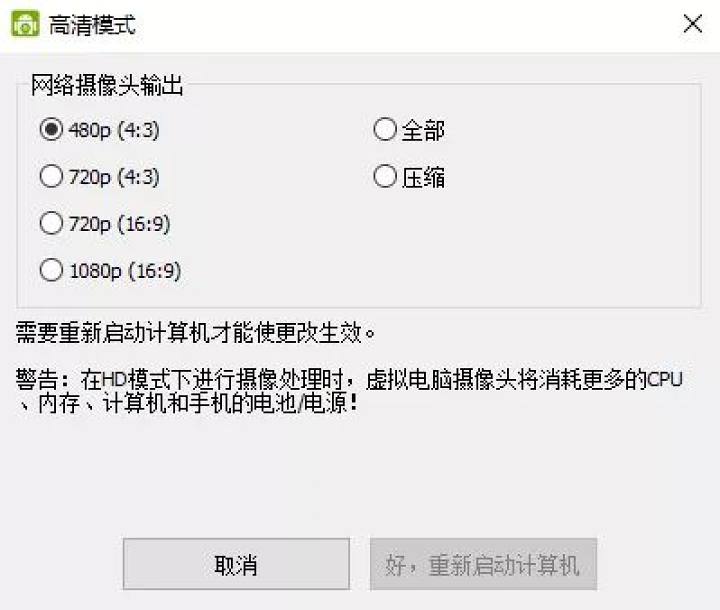 高清模式
网络摄像头输出
480p (4:3)
全部
720p (4:3)
压缩
720p (16:9)
1080p (16:9)
需要重新启动计算机才能使更改生效。
警告：在HD模式下进行摄像处理时，虚拟电脑摄像头将消耗更多的CPU
、内存、计算机和手机的电池/电源！
取消
好，重新启动计算机